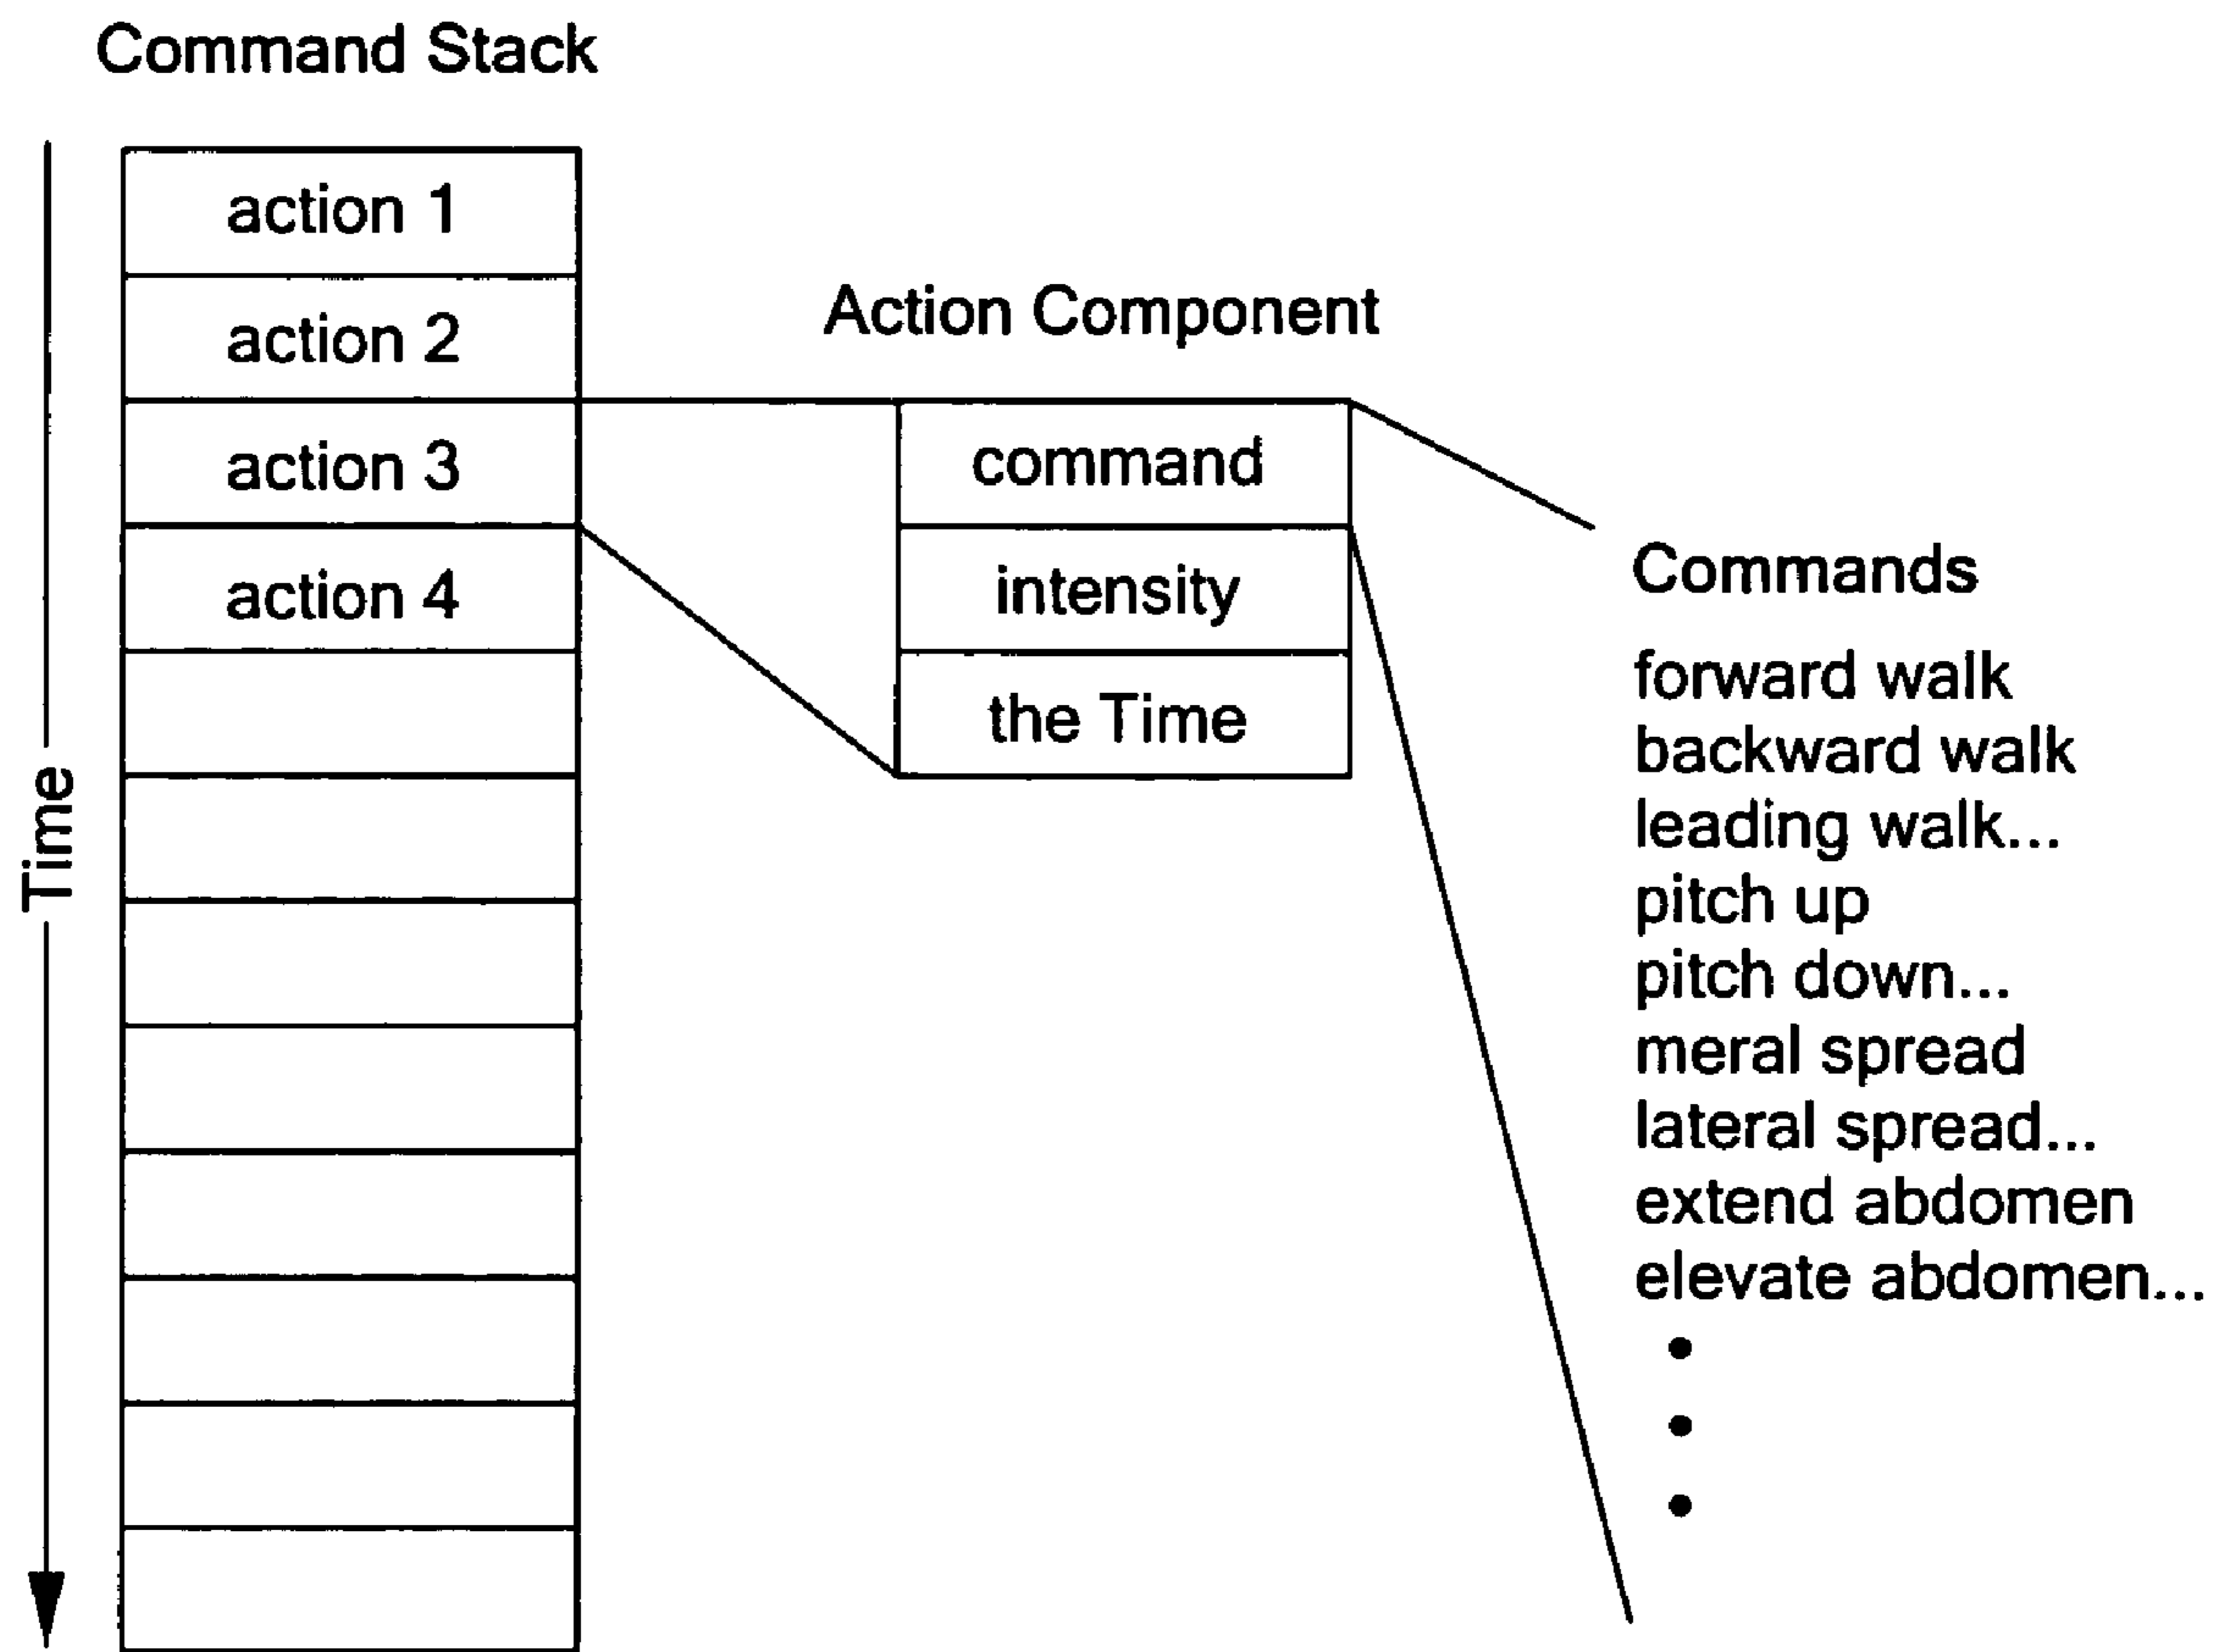 Command Stack
action 1
action 2
action 3
action 4
Time
Action Component
command
intensity
the Time
Commands
forward walk
backward walk
leading walk...
pitch up
pitch down...
meral spread
lateral spread...
extend abdomen
elevate abdomen...